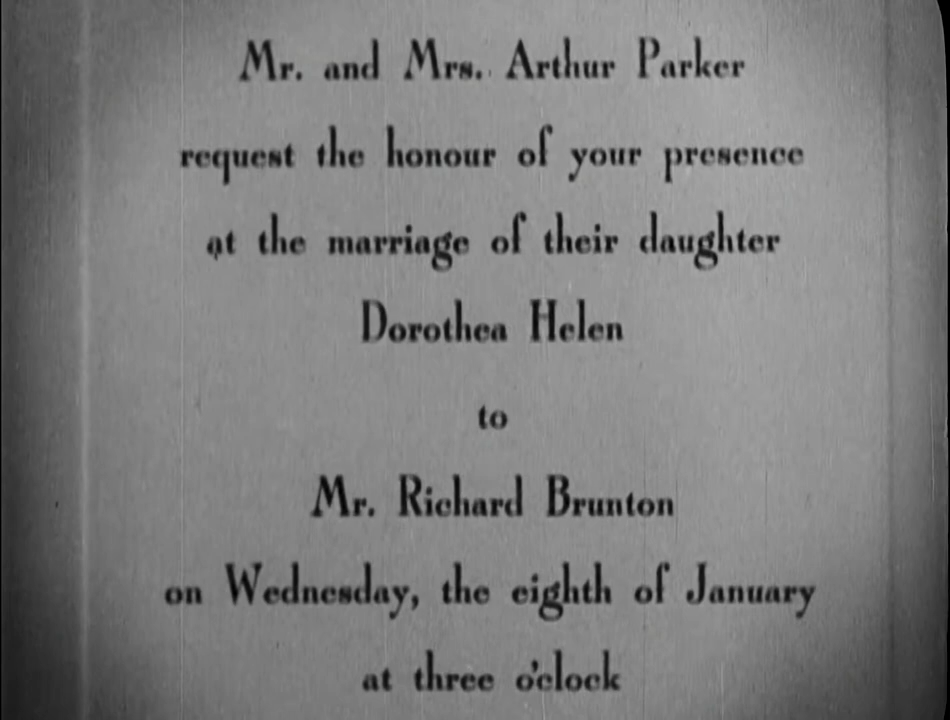 Mr. and Mrs. Arthur Parker
request the honour of your presence
at the marriage of their daughter
Dorothea Helen
to
Mr. Richard Brunton
on Wednesday, the eighth of January
at three o'clock